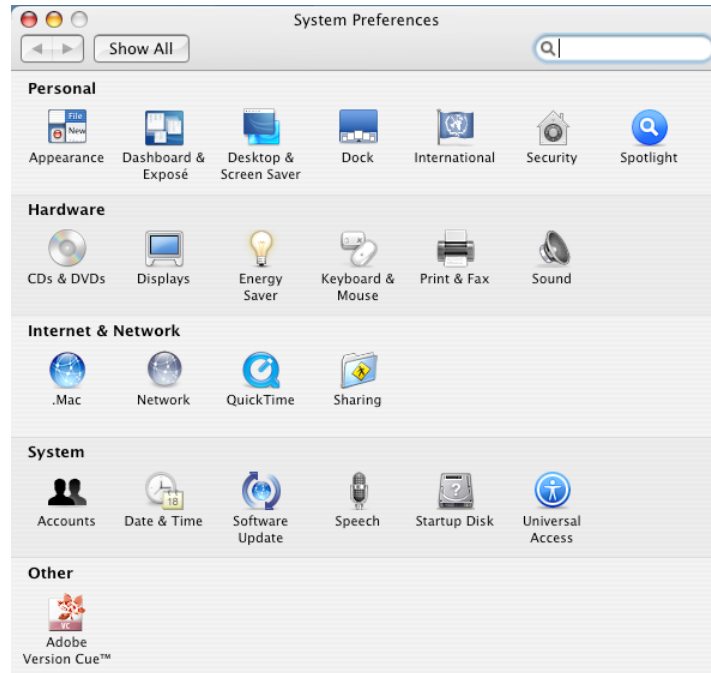 System Preferences
Show All
Personal
File
New
Appearance
Dashboard &
Exposé
Desktop &
Screen Saver
Dock
International
Security
Spotlight
Hardware
CDs & DVDs
Displays
Energy
Saver
Keyboard &
Mouse
Print & Fax
Sound
Internet & Network
.Mac
Network
QuickTime
Sharing
System
18
?
Accounts
Date & Time
Software
Update
Speech
Startup Disk
Universal
Access
Other
VC
Adobe
Version Cue™